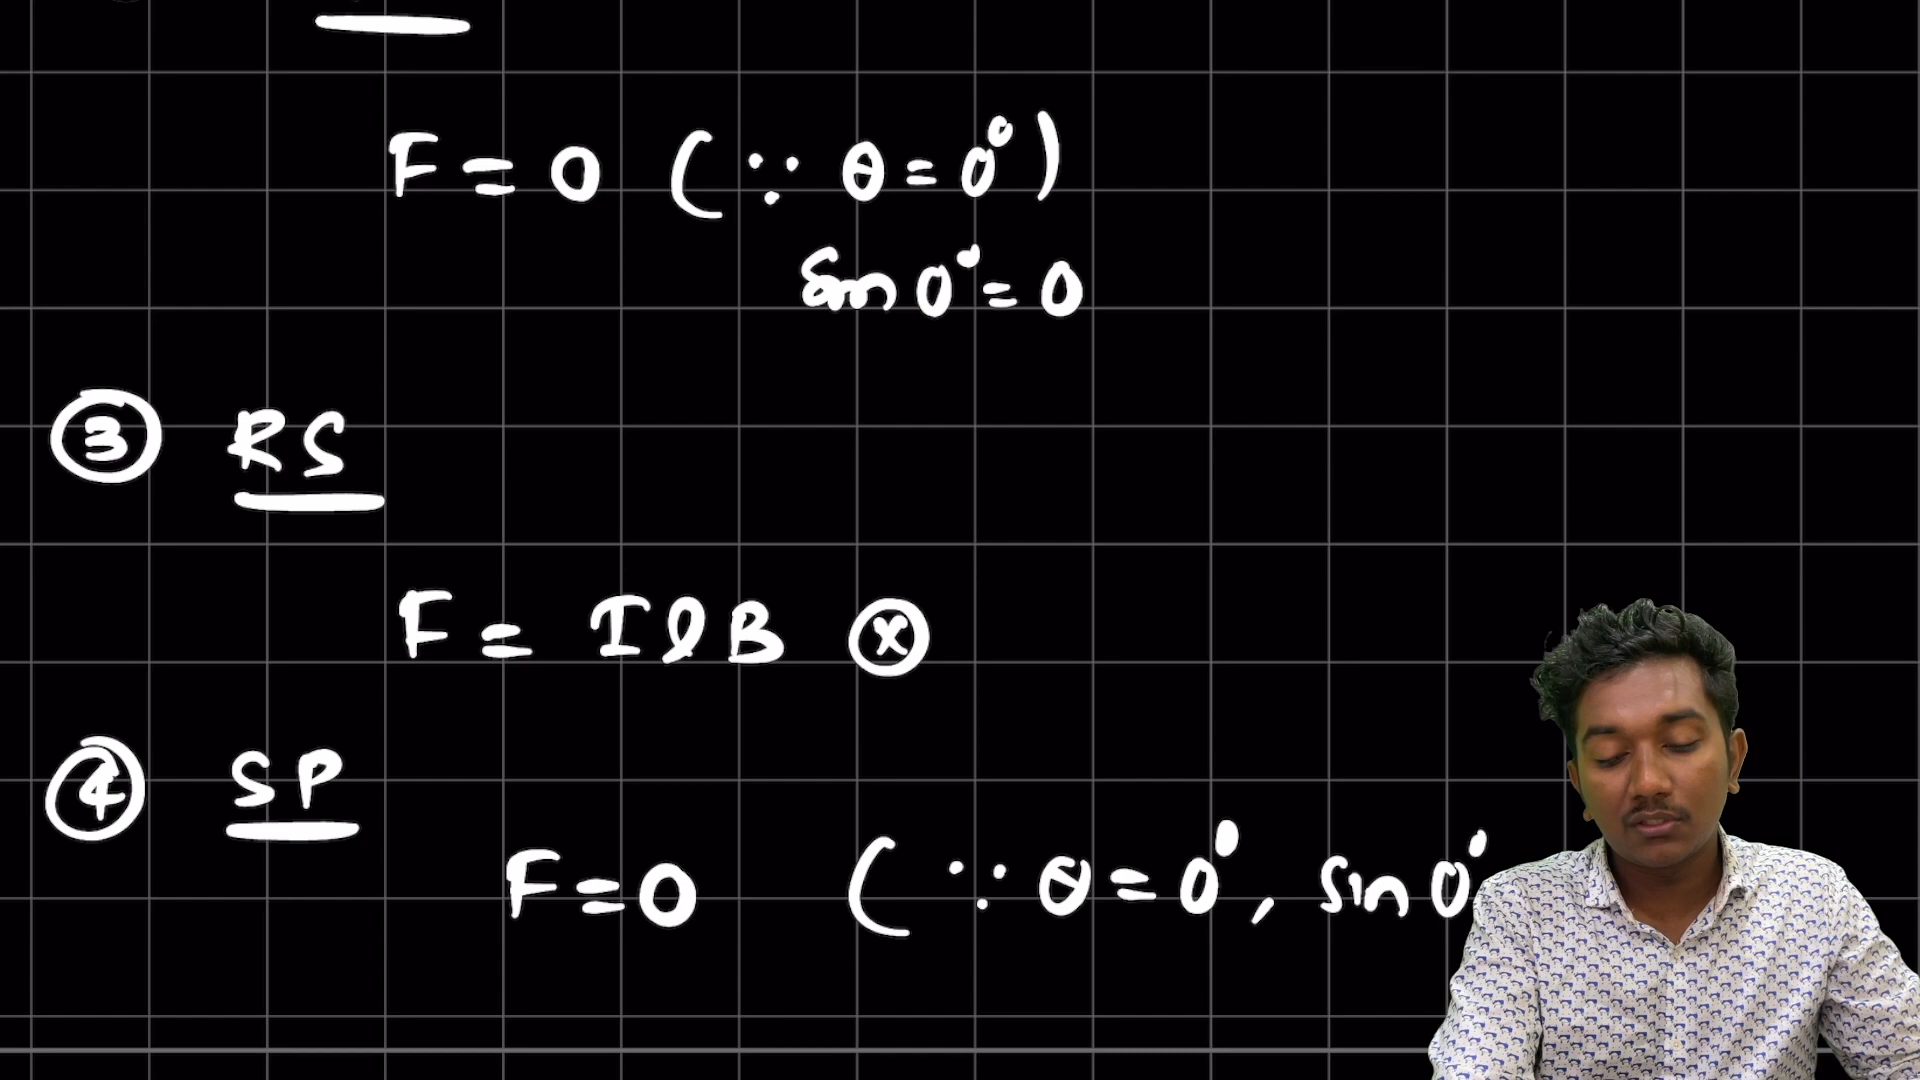 F = 0 (∵ θ = 0°)
sin 0° = 0
③ RS
F = IlB ⓧ
④ SP
F = 0 (∵ θ = 0°, sin 0°